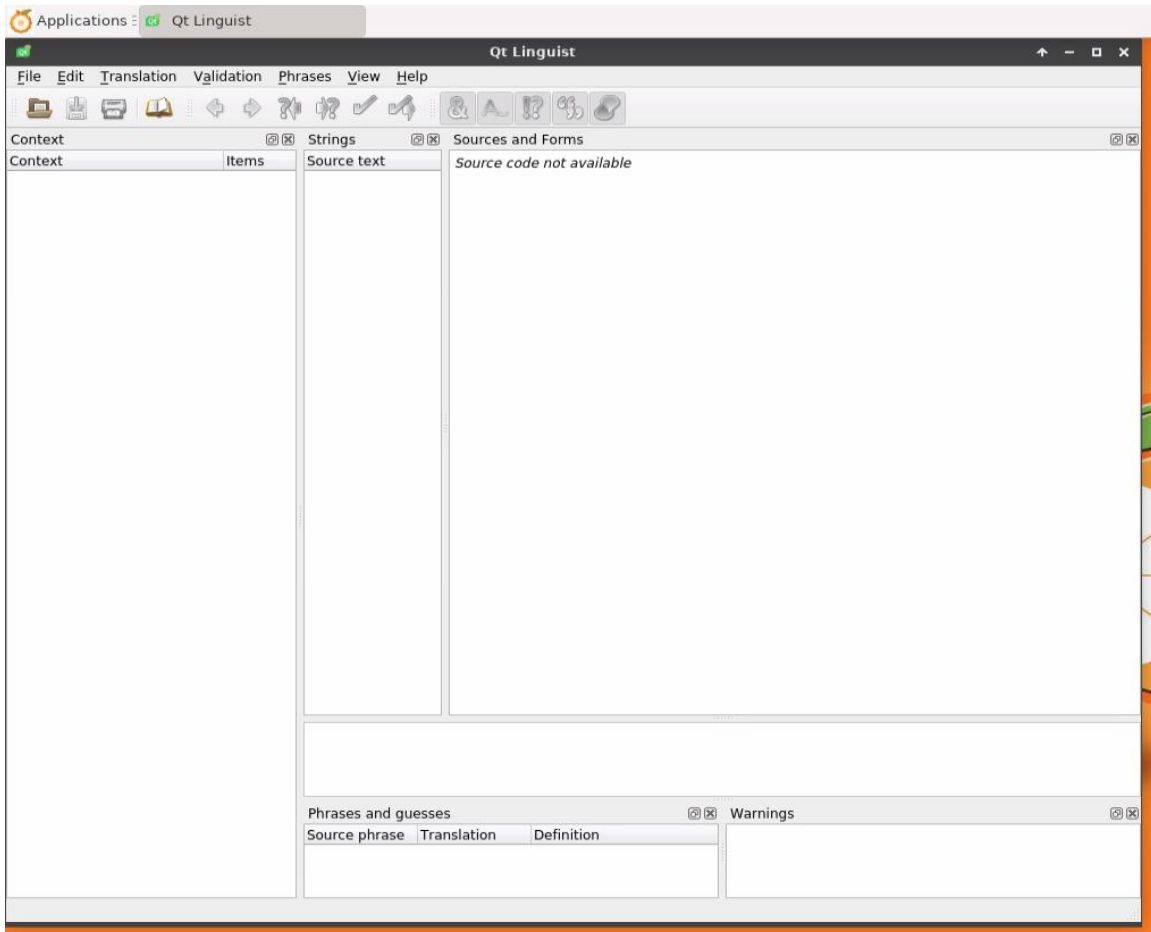 Applications Qt Linguist
Qt Linguist
File Edit Translation Validation Phrases View Help
Context Strings Sources and Forms
Context Items Source text Source code not available
Phrases and guesses Warnings
Source phrase Translation Definition